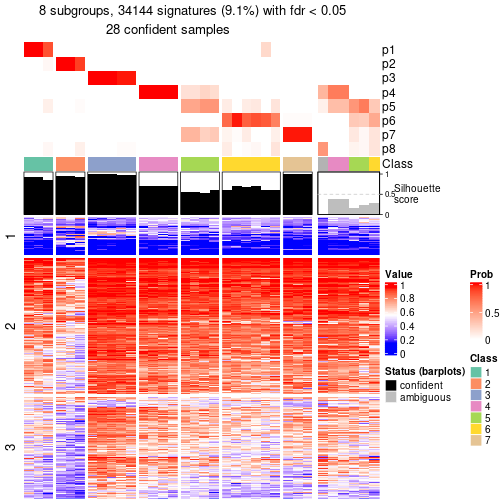 8 subgroups, 34144 signatures (9.1%) with fdr < 0.05
28 confident samples
p1
p2
p3
p4
p5
p6
p7
p8
Class
1
0.5
0
Silhouette
score
1
2
3
Value
1
0.8
0.6
0.4
0.2
0
Status (barplots)
confident
ambiguous
Prob
1
0.5
0
Class
1
2
3
4
5
6
7